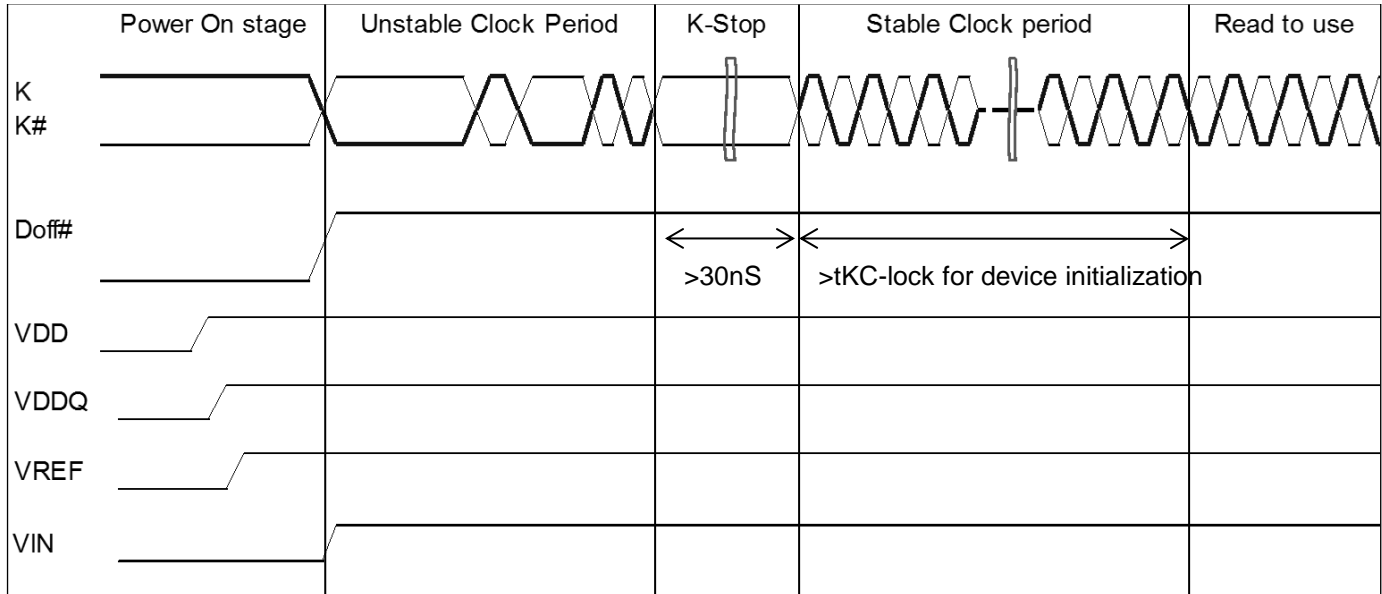 Power On stage Unstable Clock Period K-Stop Stable Clock period Read to use
K
K#
Doff#
>30nS >tKC-lock for device initialization
VDD
VDDQ
VREF
VIN